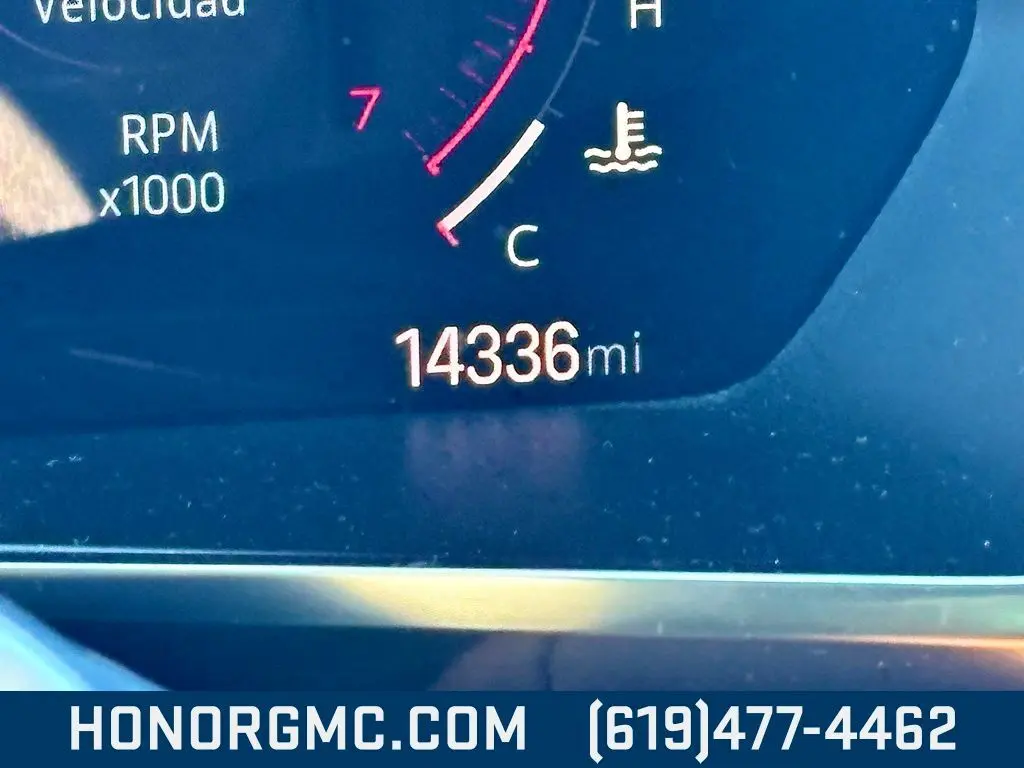 Velocidad
H
7
RPM
x1000
C
14336mi
HONORGMC.COM (619)477-4462